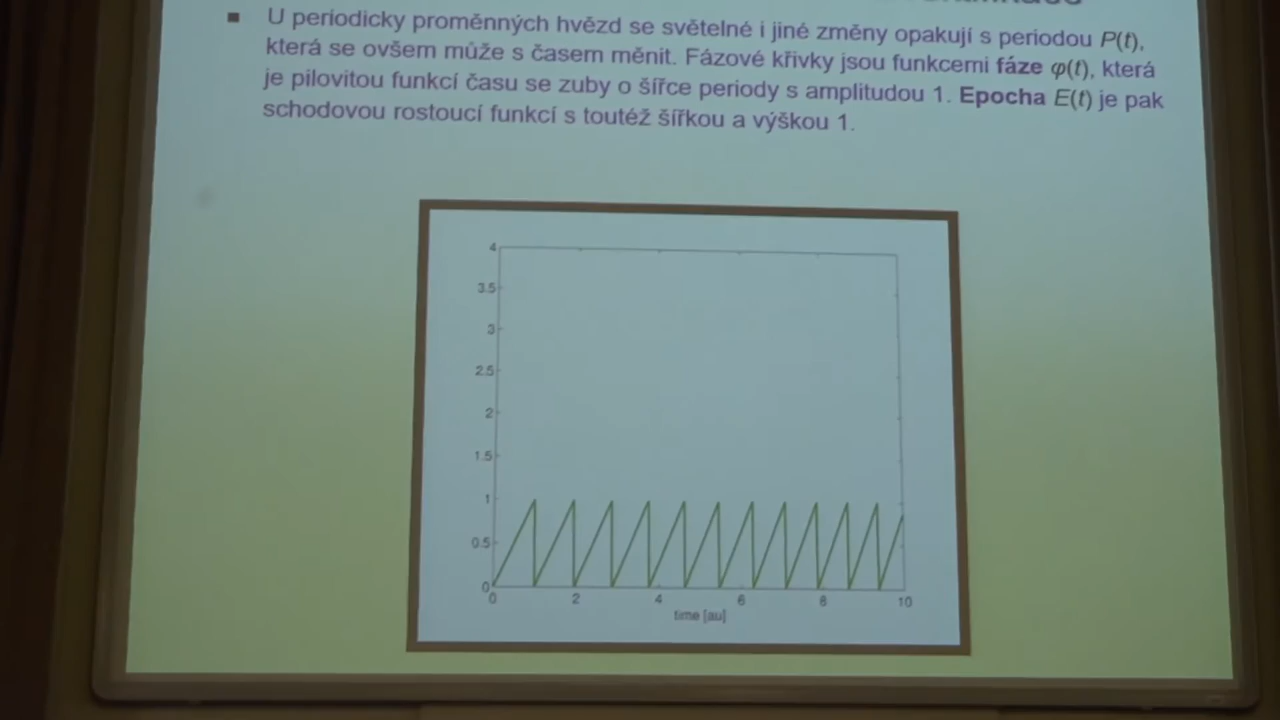 U periodicky proměnných hvězd se světelné i jiné změny opakují s periodou P(t),
která se ovšem může s časem měnit. Fázové křivky jsou funkcemi fáze φ(t), která
je pilovitou funkcí času se zuby o šířce periody s amplitudou 1. Epocha E(t) je pak
schodovou rostoucí funkcí s toutéž šířkou a výškou 1.
4
3.5
3
2.5
2
1.5
1
0.5
0
0 2 4 6 8 10
time [au]